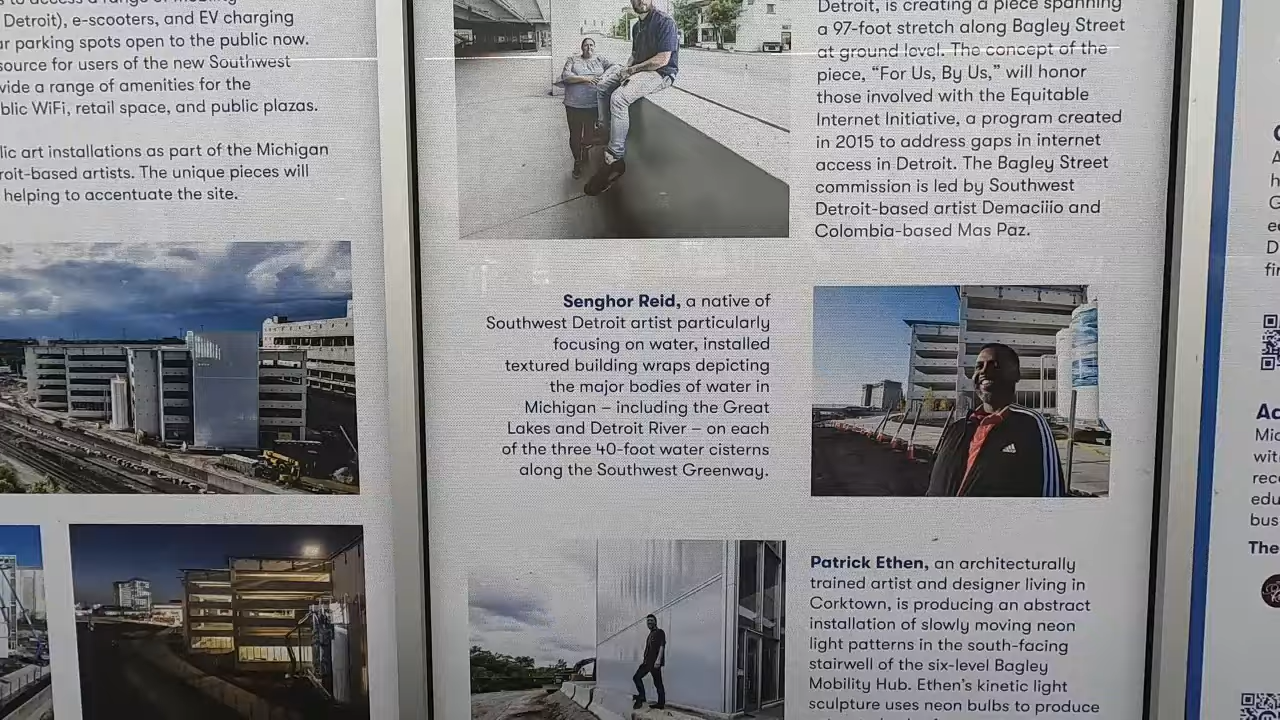 to access a range of mobility
Detroit), e-scooters, and EV charging
parking spots open to the public now.
source for users of the new Southwest
vide a range of amenities for the
blic WiFi, retail space, and public plazas.
lic art installations as part of the Michigan
roit-based artists. The unique pieces will
helping to accentuate the site.
Detroit, is creating a piece spanning
a 97-foot stretch along Bagley Street
at ground level. The concept of the
piece, “For Us, By Us,” will honor
those involved with the Equitable
Internet Initiative, a program created
in 2015 to address gaps in internet
access in Detroit. The Bagley Street
commission is led by Southwest
Detroit-based artist Demaciiio and
Colombia-based Mas Paz.
Senghor Reid, a native of
Southwest Detroit artist particularly
focusing on water, installed
textured building wraps depicting
the major bodies of water in
Michigan – including the Great
Lakes and Detroit River – on each
of the three 40-foot water cisterns
along the Southwest Greenway.
adidas
Patrick Ethen, an architecturally
trained artist and designer living in
Corktown, is producing an abstract
installation of slowly moving neon
light patterns in the south-facing
stairwell of the six-level Bagley
Mobility Hub. Ethen’s kinetic light
sculpture uses neon bulbs to produce
Ac
Mic
with
rece
edu
bus
The